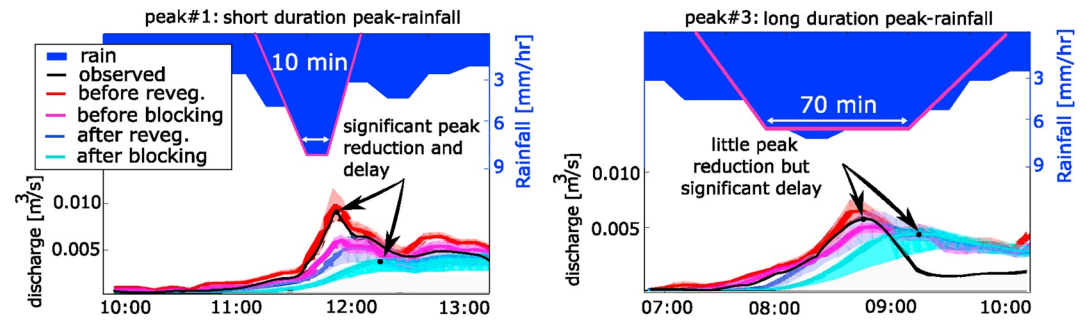 peak#1: short duration peak-rainfall
rain
observed
before reveg.
before blocking
after reveg.
after blocking
10 min
significant peak
reduction and
delay
3
6
9
Rainfall [mm/hr]
discharge [m³/s]
0.010
0.005
10:00
11:00
12:00
13:00
peak#3: long duration peak-rainfall
70 min
little peak
reduction but
significant delay
3
6
9
Rainfall [mm/hr]
discharge [m³/s]
0.010
0.005
07:00
08:00
09:00
10:00